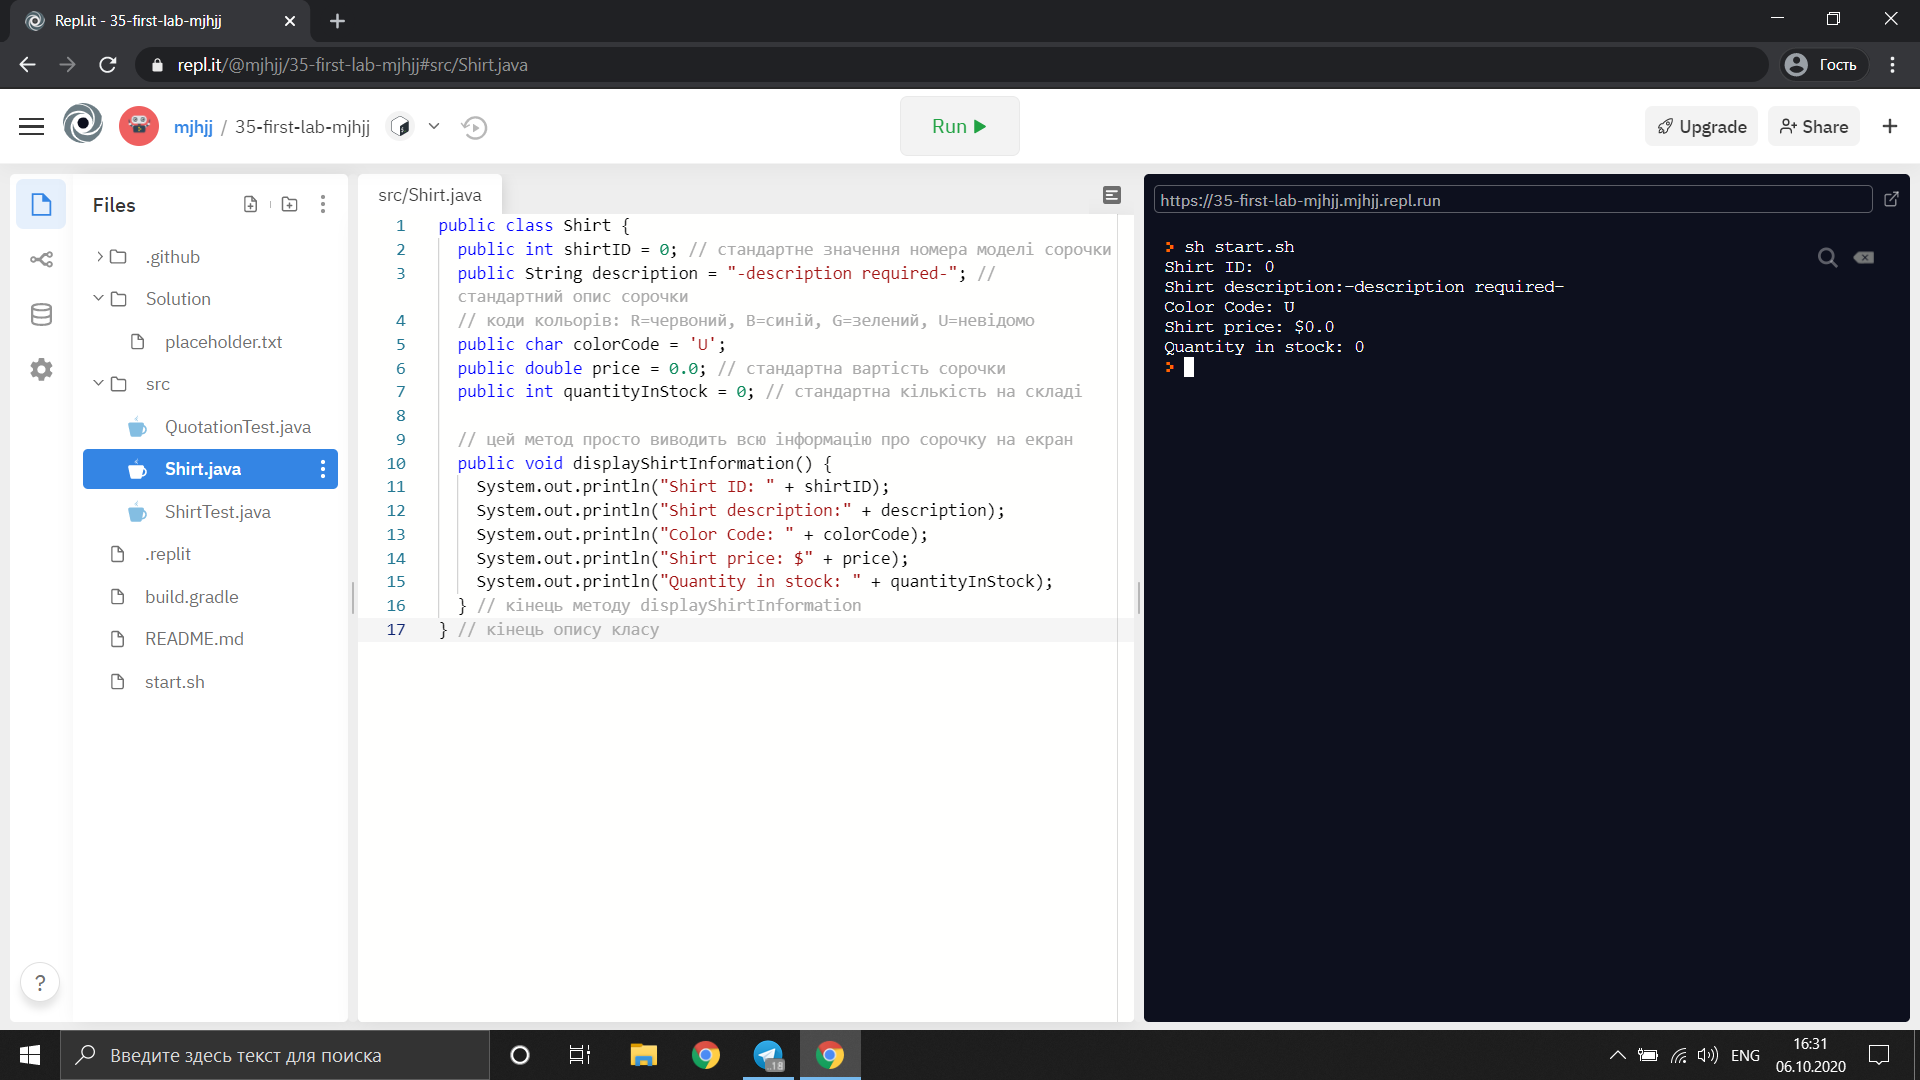 Repl.it - 35-first-lab-mjhjj
repl.it/@mjhjj/35-first-lab-mjhjj#src/Shirt.java
Гость
mjhjj / 35-first-lab-mjhjj
Run
Upgrade
Share
Files
.github
Solution
placeholder.txt
src
QuotationTest.java
Shirt.java
ShirtTest.java
.replit
build.gradle
README.md
start.sh
?
src/Shirt.java
1 public class Shirt {
2 public int shirtID = 0; // стандартне значення номера моделі сорочки
3 public String description = "-description required-"; //
стандартний опис сорочки
4 // коди кольорів: R=червоний, B=синій, G=зелений, U=невідомо
5 public char colorCode = 'U';
6 public double price = 0.0; // стандартна вартість сорочки
7 public int quantityInStock = 0; // стандартна кількість на складі
8
9 // цей метод просто виводить всю інформацію про сорочку на екран
10 public void displayShirtInformation() {
11 System.out.println("Shirt ID: " + shirtID);
12 System.out.println("Shirt description:" + description);
13 System.out.println("Color Code: " + colorCode);
14 System.out.println("Shirt price: $" + price);
15 System.out.println("Quantity in stock: " + quantityInStock);
16 } // кінець методу displayShirtInformation
17 } // кінець опису класу
https://35-first-lab-mjhjj.mjhjj.repl.run
sh start.sh
Shirt ID: 0
Shirt description:-description required-
Color Code: U
Shirt price: $0.0
Quantity in stock: 0
Введите здесь текст для поиска
18
ENG
16:31
06.10.2020